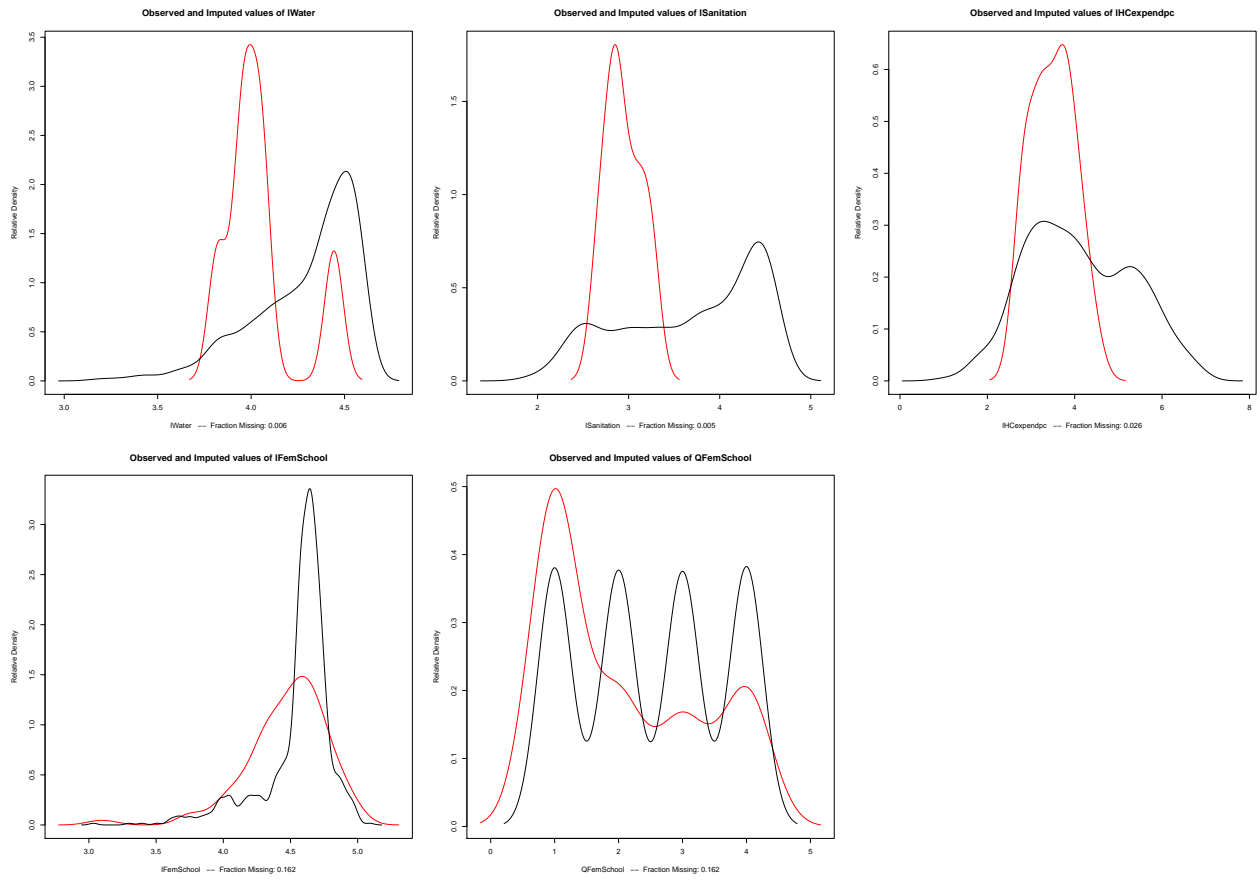 Observed and Imputed values of IWater
Relative Density
0.0 0.5 1.0 1.5 2.0 2.5 3.0 3.5
3.0 3.5 4.0 4.5
IWater −− Fraction Missing: 0.006
Observed and Imputed values of ISanitation
Relative Density
0.0 0.5 1.0 1.5
2 3 4 5
ISanitation −− Fraction Missing: 0.005
Observed and Imputed values of IHCexpendpc
Relative Density
0.0 0.1 0.2 0.3 0.4 0.5 0.6
0 2 4 6 8
IHCexpendpc −− Fraction Missing: 0.026
Observed and Imputed values of IFemSchool
Relative Density
0.0 0.5 1.0 1.5 2.0 2.5 3.0
3.0 3.5 4.0 4.5 5.0
IFemSchool −− Fraction Missing: 0.162
Observed and Imputed values of QFemSchool
Relative Density
0.0 0.1 0.2 0.3 0.4 0.5
0 1 2 3 4 5
QFemSchool −− Fraction Missing: 0.162